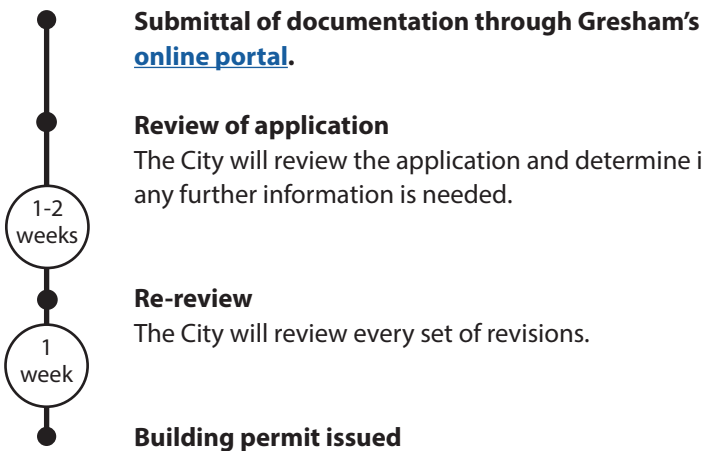 Submittal of documentation through Gresham's
online portal.
Review of application
The City will review the application and determine i
any further information is needed.
1-2
weeks
Re-review
The City will review every set of revisions.
1
week
Building permit issued